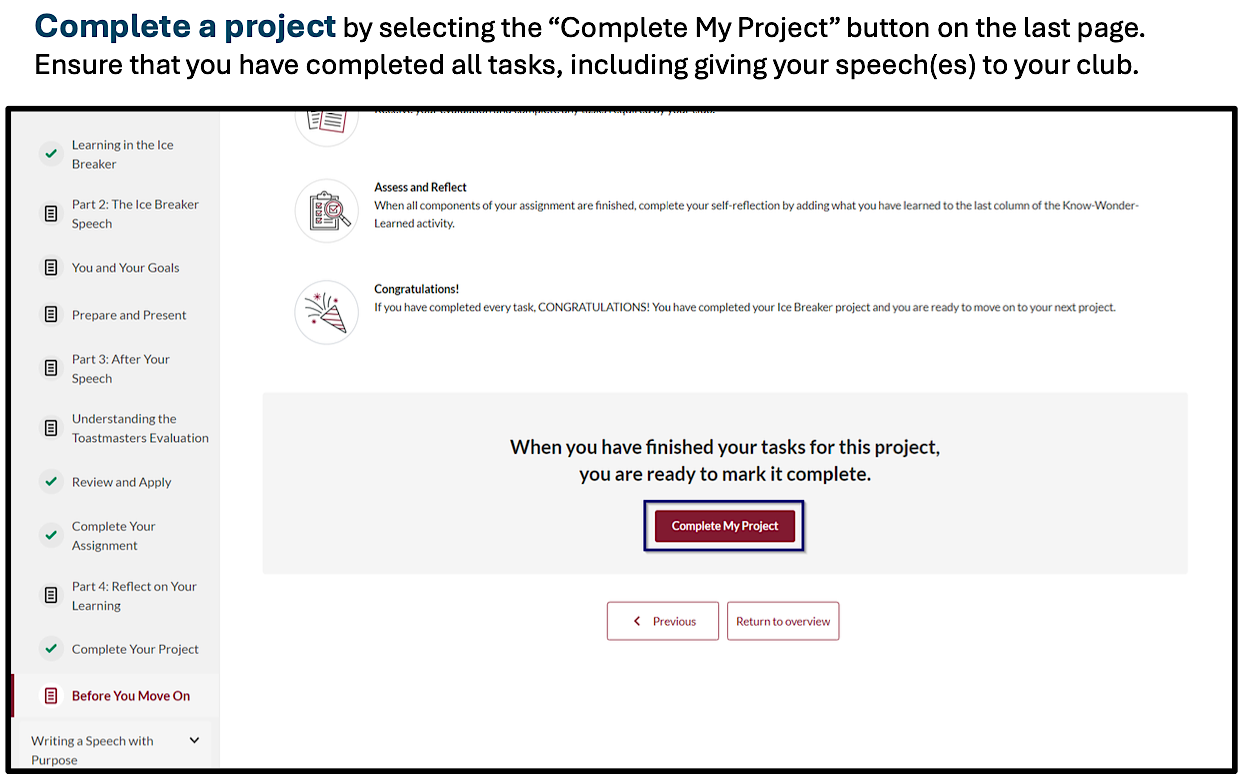 Complete a project by selecting the “Complete My Project” button on the last page.
Ensure that you have completed all tasks, including giving your speech(es) to your club.
Learning in the Ice
Breaker
Part 2: The Ice Breaker
Speech
You and Your Goals
Prepare and Present
Part 3: After Your
Speech
Understanding the
Toastmasters Evaluation
Review and Apply
Complete Your
Assignment
Part 4: Reflect on Your
Learning
Complete Your Project
Before You Move On
Writing a Speech with
Purpose
Assess and Reflect
When all components of your assignment are finished, complete your self-reflection by adding what you have learned to the last column of the Know-Wonder-
Learned activity.
Congratulations!
If you have completed every task, CONGRATULATIONS! You have completed your Ice Breaker project and you are ready to move on to your next project.
When you have finished your tasks for this project,
you are ready to mark it complete.
Complete My Project
Previous
Return to overview